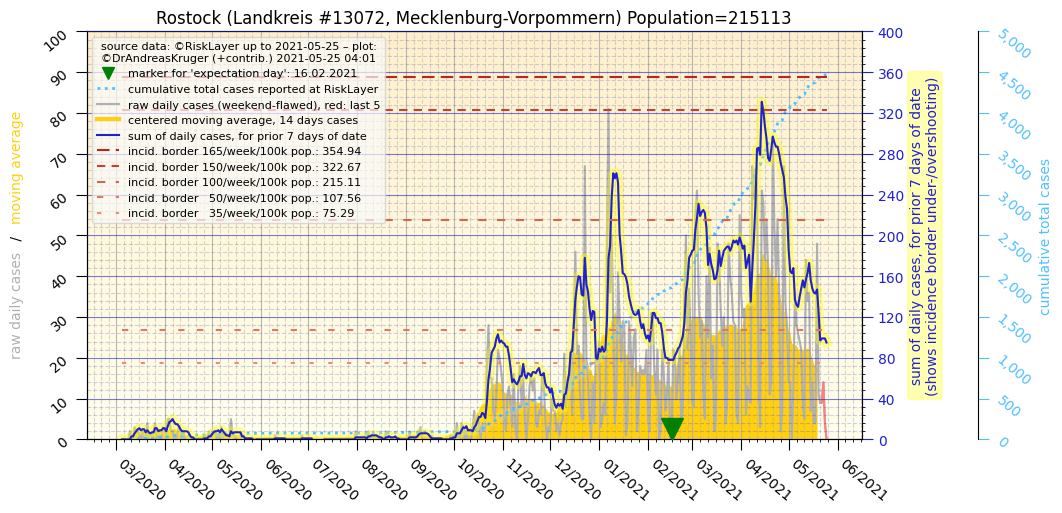 Rostock (Landkreis #13072, Mecklenburg-Vorpommern) Population=215113
source data: ©RiskLayer up to 2021-05-25 – plot:
©DrAndreasKruger (+contrib.) 2021-05-25 04:01
marker for 'expectation day': 16.02.2021
cumulative total cases reported at RiskLayer
raw daily cases (weekend-flawed), red: last 5
centered moving average, 14 days cases
sum of daily cases, for prior 7 days of date
incid. border 165/week/100k pop.: 354.94
incid. border 150/week/100k pop.: 322.67
incid. border 100/week/100k pop.: 215.11
incid. border   50/week/100k pop.: 107.56
incid. border   35/week/100k pop.: 75.29
raw daily cases / moving average
100
90
80
70
60
50
40
30
20
10
0
03/2020
04/2020
05/2020
06/2020
07/2020
08/2020
09/2020
10/2020
11/2020
12/2020
01/2021
02/2021
03/2021
04/2021
05/2021
06/2021
400
360
320
280
240
200
160
120
80
40
0
sum of daily cases, for prior 7 days of date
(shows incidence border under-/overshooting)
5,000
4,500
4,000
3,500
3,000
2,500
2,000
1,500
1,000
500
0
cumulative total cases